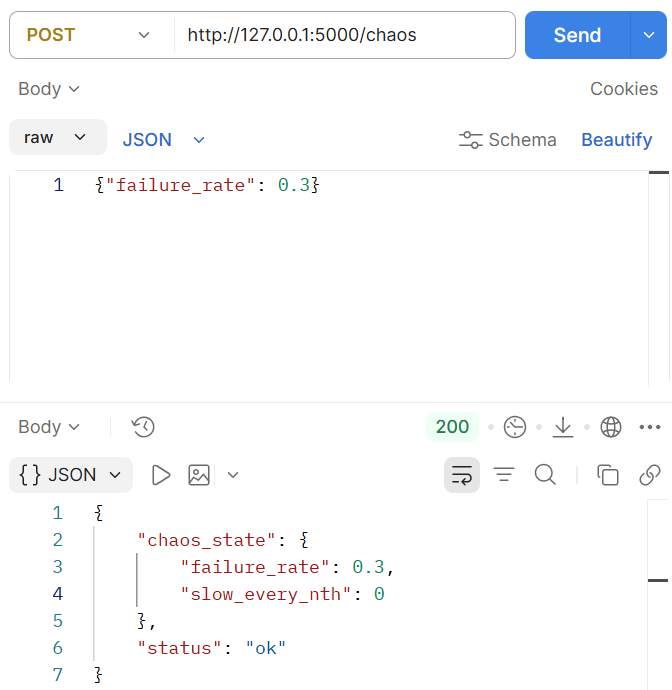 POST http://127.0.0.1:5000/chaos Send
Body Cookies
raw JSON Schema Beautify
1 {"failure_rate": 0.3}
Body 200
{} JSON
1 {
2 "chaos_state": {
3 "failure_rate": 0.3,
4 "slow_every_nth": 0
5 },
6 "status": "ok"
7 }